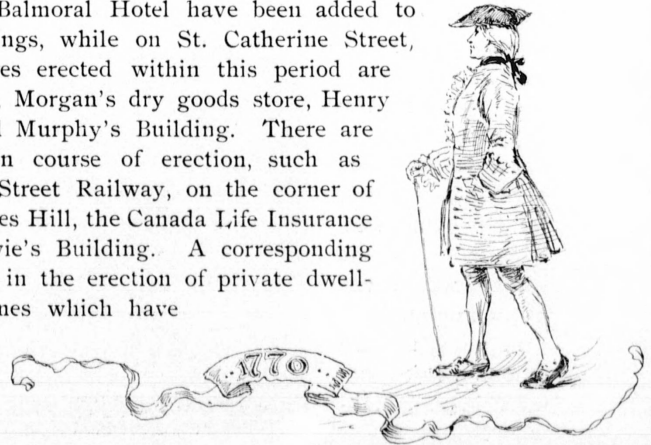 Balmoral Hotel have been added to
ngs, while on St. Catherine Street,
es erected within this period are
Morgan's dry goods store, Henry
Murphy's Building. There are
n course of erection, such as
Street Railway, on the corner of
es Hill, the Canada Life Insurance
vie's Building. A corresponding
in the erection of private dwell-
nes which have
1770